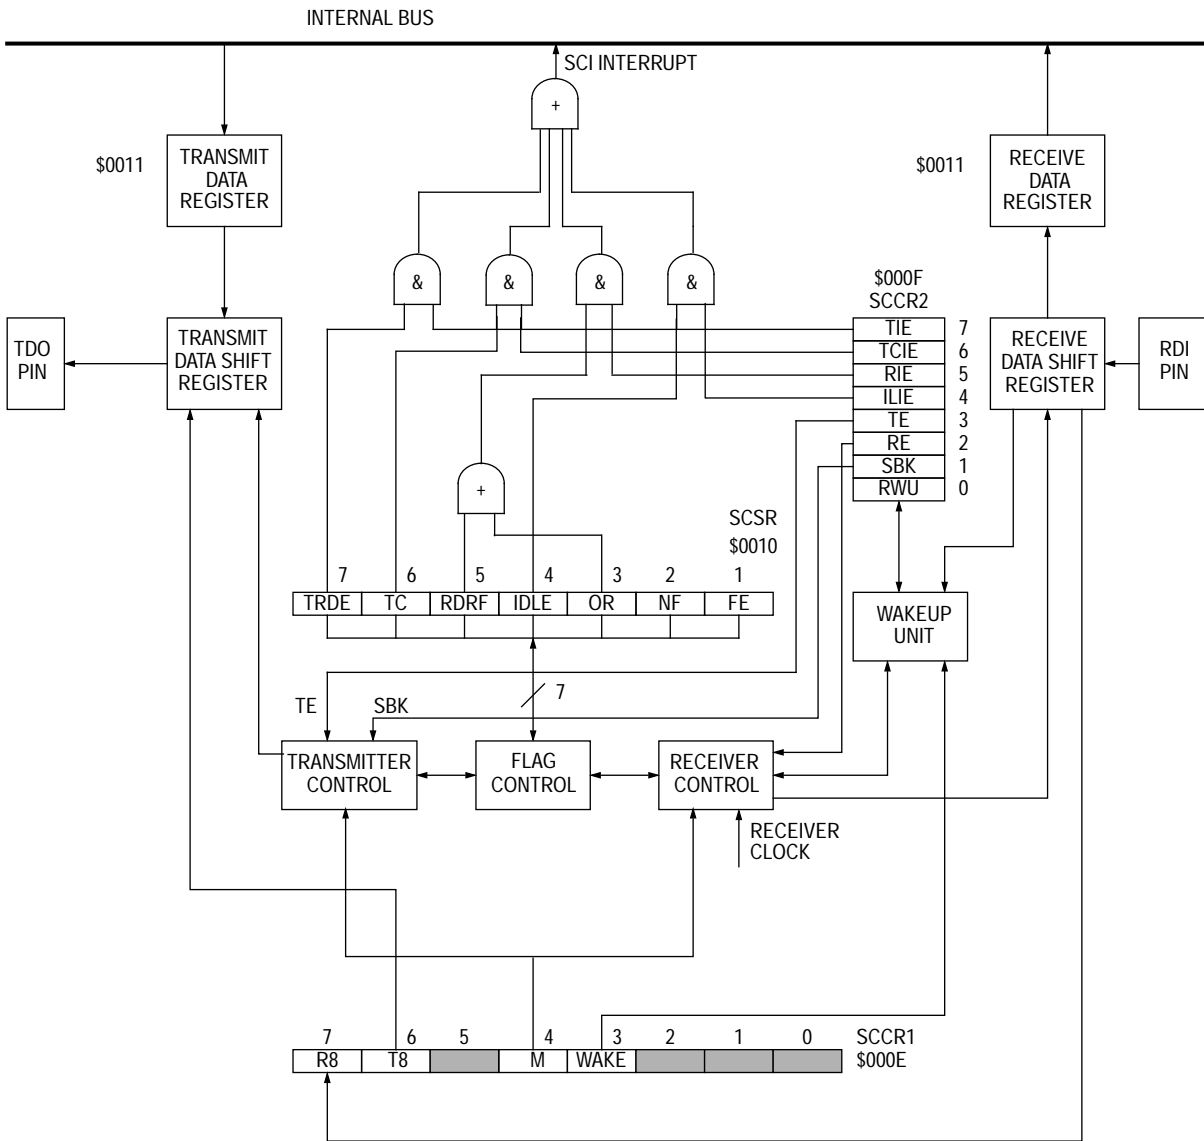 INTERNAL BUS
SCI INTERRUPT
+
$0011
TRANSMIT
DATA
REGISTER
$0011
RECEIVE
DATA
REGISTER
&
&
&
&
$000F
SCCR2
TDO
PIN
TRANSMIT
DATA SHIFT
REGISTER
TIE 7
TCIE 6
RIE 5
ILIE 4
TE 3
RE 2
SBK 1
RWU 0
RECEIVE
DATA SHIFT
REGISTER
RDI
PIN
+
SCSR
$0010
7 6 5 4 3 2 1
TRDE TC RDRF IDLE OR NF FE
WAKEUP
UNIT
7
TE
SBK
TRANSMITTER
CONTROL
FLAG
CONTROL
RECEIVER
CONTROL
RECEIVER
CLOCK
7 6 5 4 3 2 1 0 SCCR1
R8 T8 M WAKE $000E